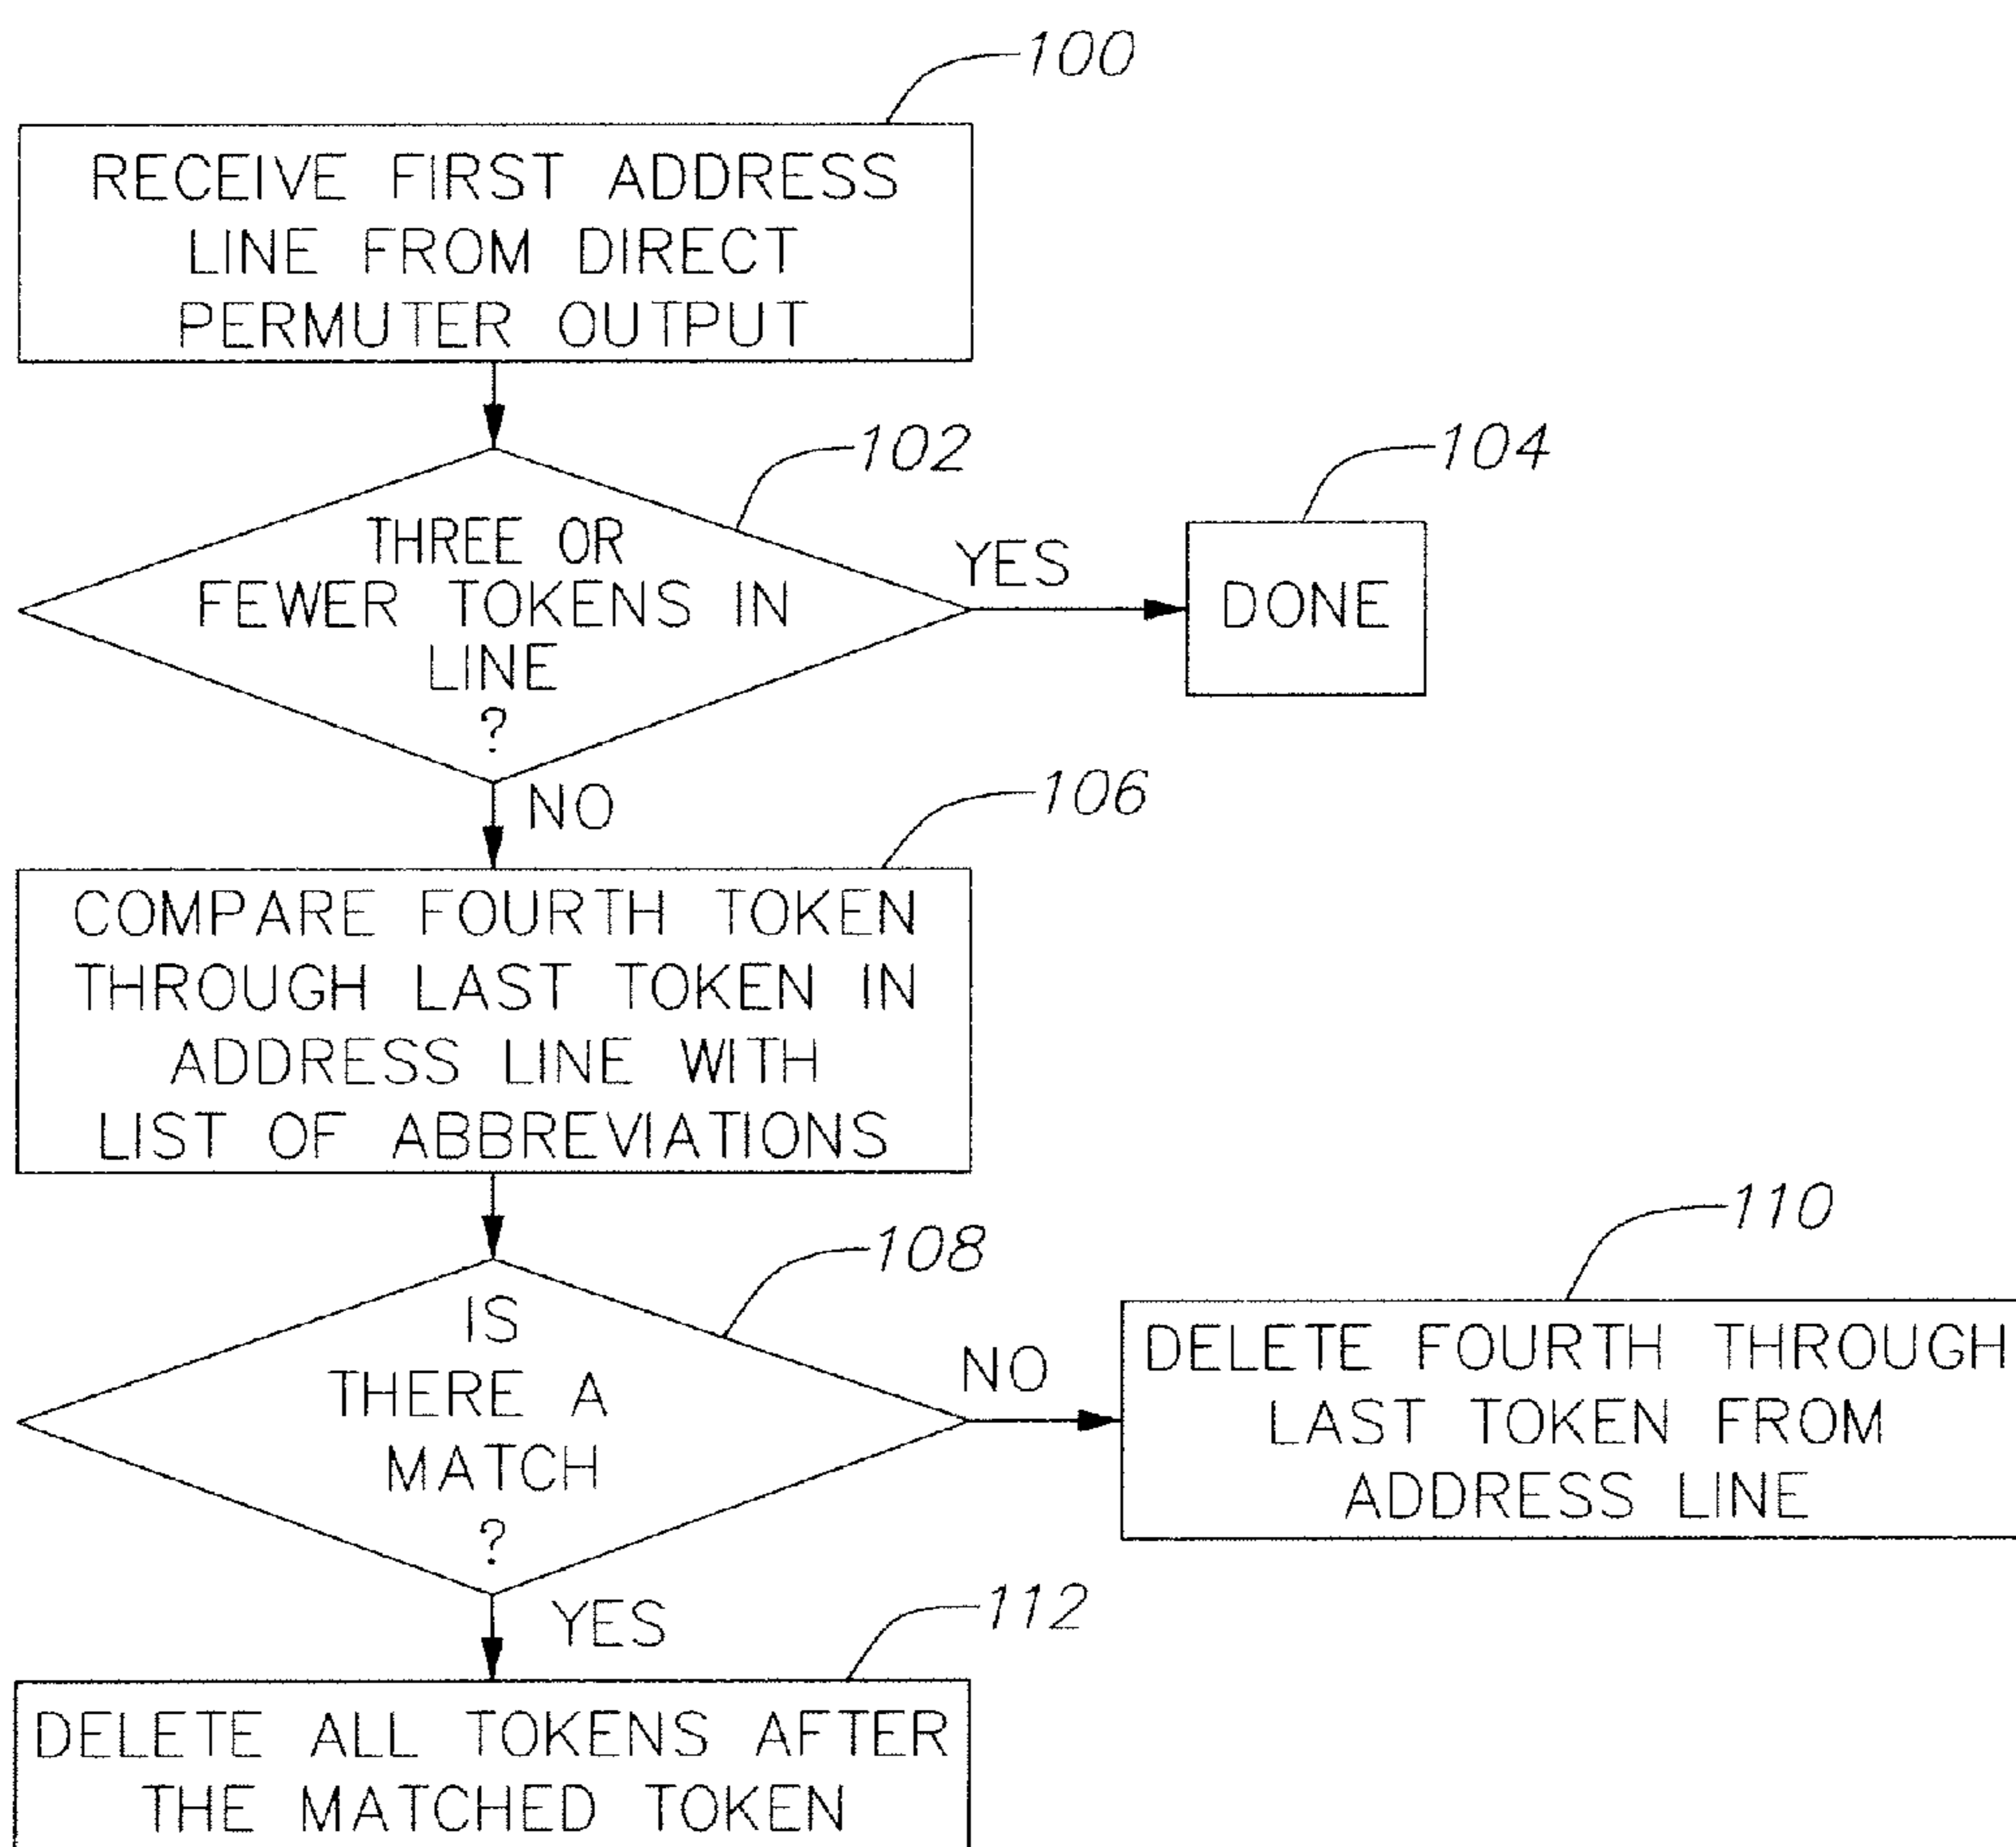 100
RECEIVE FIRST ADDRESS
LINE FROM DIRECT
PERMUTER OUTPUT
102
THREE OR
FEWER TOKENS IN
LINE
?
YES
104
DONE
NO
106
COMPARE FOURTH TOKEN
THROUGH LAST TOKEN IN
ADDRESS LINE WITH
LIST OF ABBREVIATIONS
108
IS
THERE A
MATCH
?
NO
110
DELETE FOURTH THROUGH
LAST TOKEN FROM
ADDRESS LINE
YES
112
DELETE ALL TOKENS AFTER
THE MATCHED TOKEN